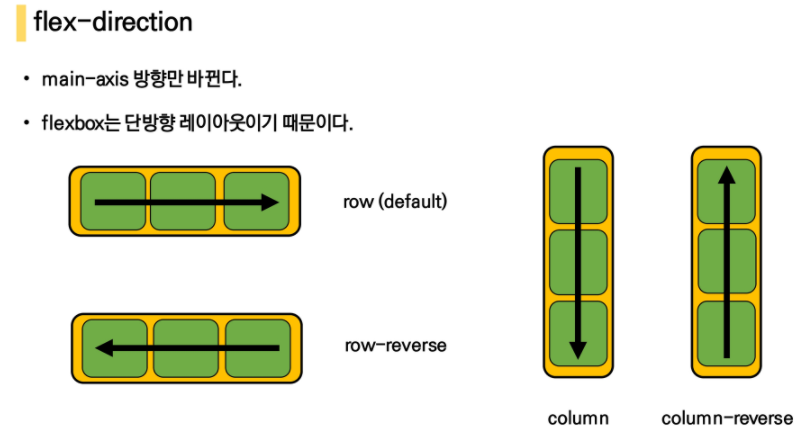 flex-direction
• main-axis 방향만 바뀐다.
• flexbox는 단방향 레이아웃이기 때문이다.
row (default)
row-reverse
column
column-reverse